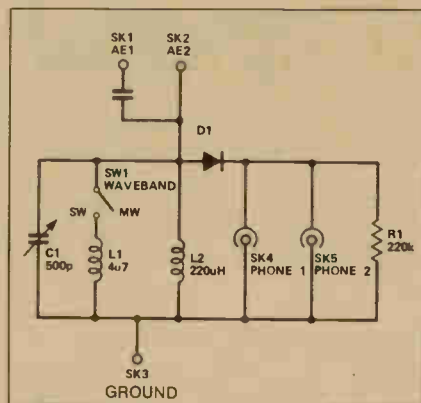 SK1
AE1
SK2
AE2
D1
SW1
WAVEBAND
SW
MW
C1
500p
L1
4u7
L2
220uH
SK4
PHONE 1
SK5
PHONE 2
R1
220k
SK3
GROUND